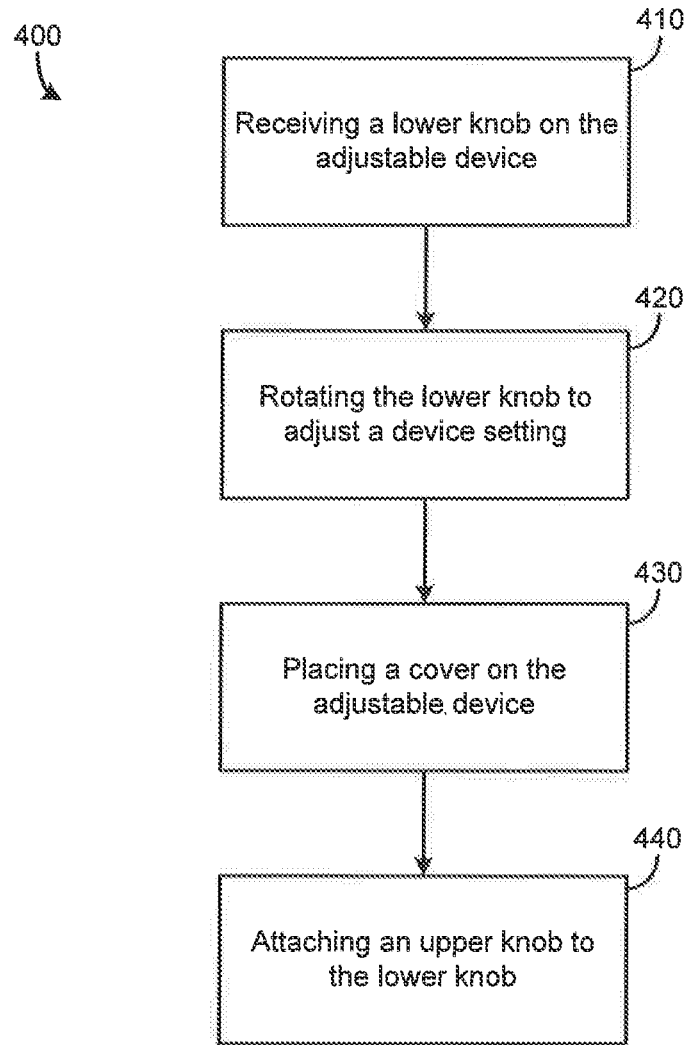 400
410
Receiving a lower knob on the
adjustable device
420
Rotating the lower knob to
adjust a device setting
430
Placing a cover on the
adjustable device
440
Attaching an upper knob to
the lower knob